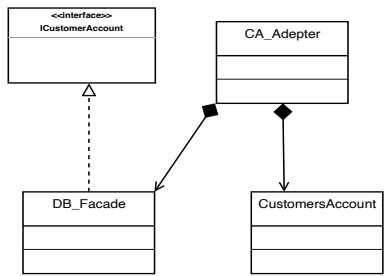 <<interface>>
ICustomerAccount
CA_Adepter
DB_Facade
CustomersAccount